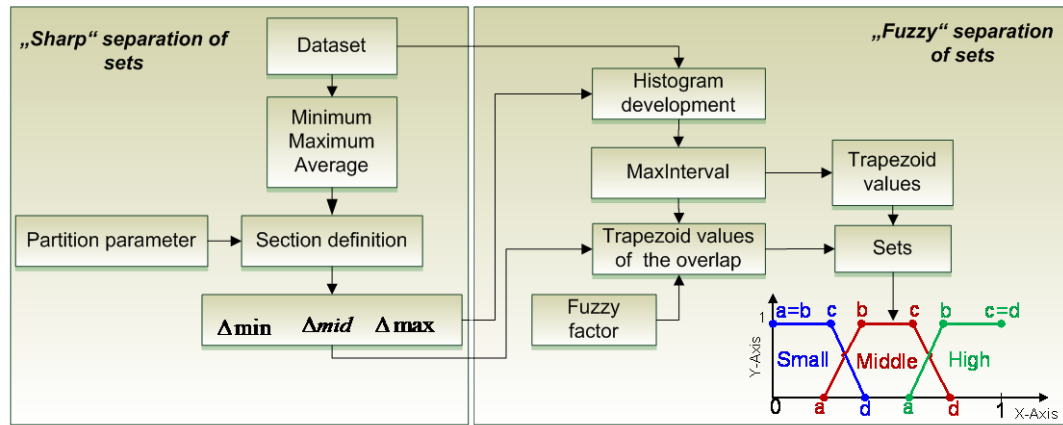 „Sharp“ separation of
sets
Dataset
Minimum
Maximum
Average
Partition parameter
Section definition
Δmin Δmid Δmax
„Fuzzy“ separation
of sets
Histogram
development
MaxInterval
Trapezoid
values
Trapezoid values
of the overlap
Sets
Fuzzy
factor
1 a=b c b c b c=d
Y-Axis
Small Middle High
0 a d a d 1 X-Axis